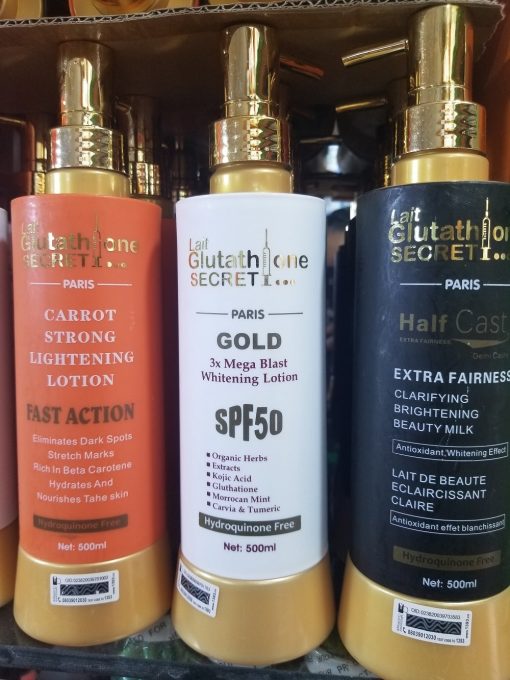 Lait
Glutathione
SECRET...
PARIS
CARROT
STRONG
LIGHTENING
LOTION
FAST ACTION
Eliminates Dark Spots
Stretch Marks
Rich In Beta Carotene
Hydrates And
Nourishes Tahe skin
Hydroquinone Free
Net: 500ml
Lait
Glutathione
SECRET...
PARIS
GOLD
3x Mega Blast
Whitening Lotion
SPF50
Organic Herbs
Extracts
Kojic Acid
Gluthatione
Morrocan Mint
Carvia & Tumeric
Hydroquinone Free
Net: 500ml
Lait
Glutathione
SECRET...
PARIS
Half Cast
EXTRA FAIRNESS
EXTRA FAIRNESS
CLARIFYING
BRIGHTENING
BEAUTY MILK
Antioxidant,Whitening Effect
LAIT DE BEAUTE
ECLAIRCISSANT
CLAIRE
Antioxidant effet blanchissant
Hydroquinone Free
Net: 500ml